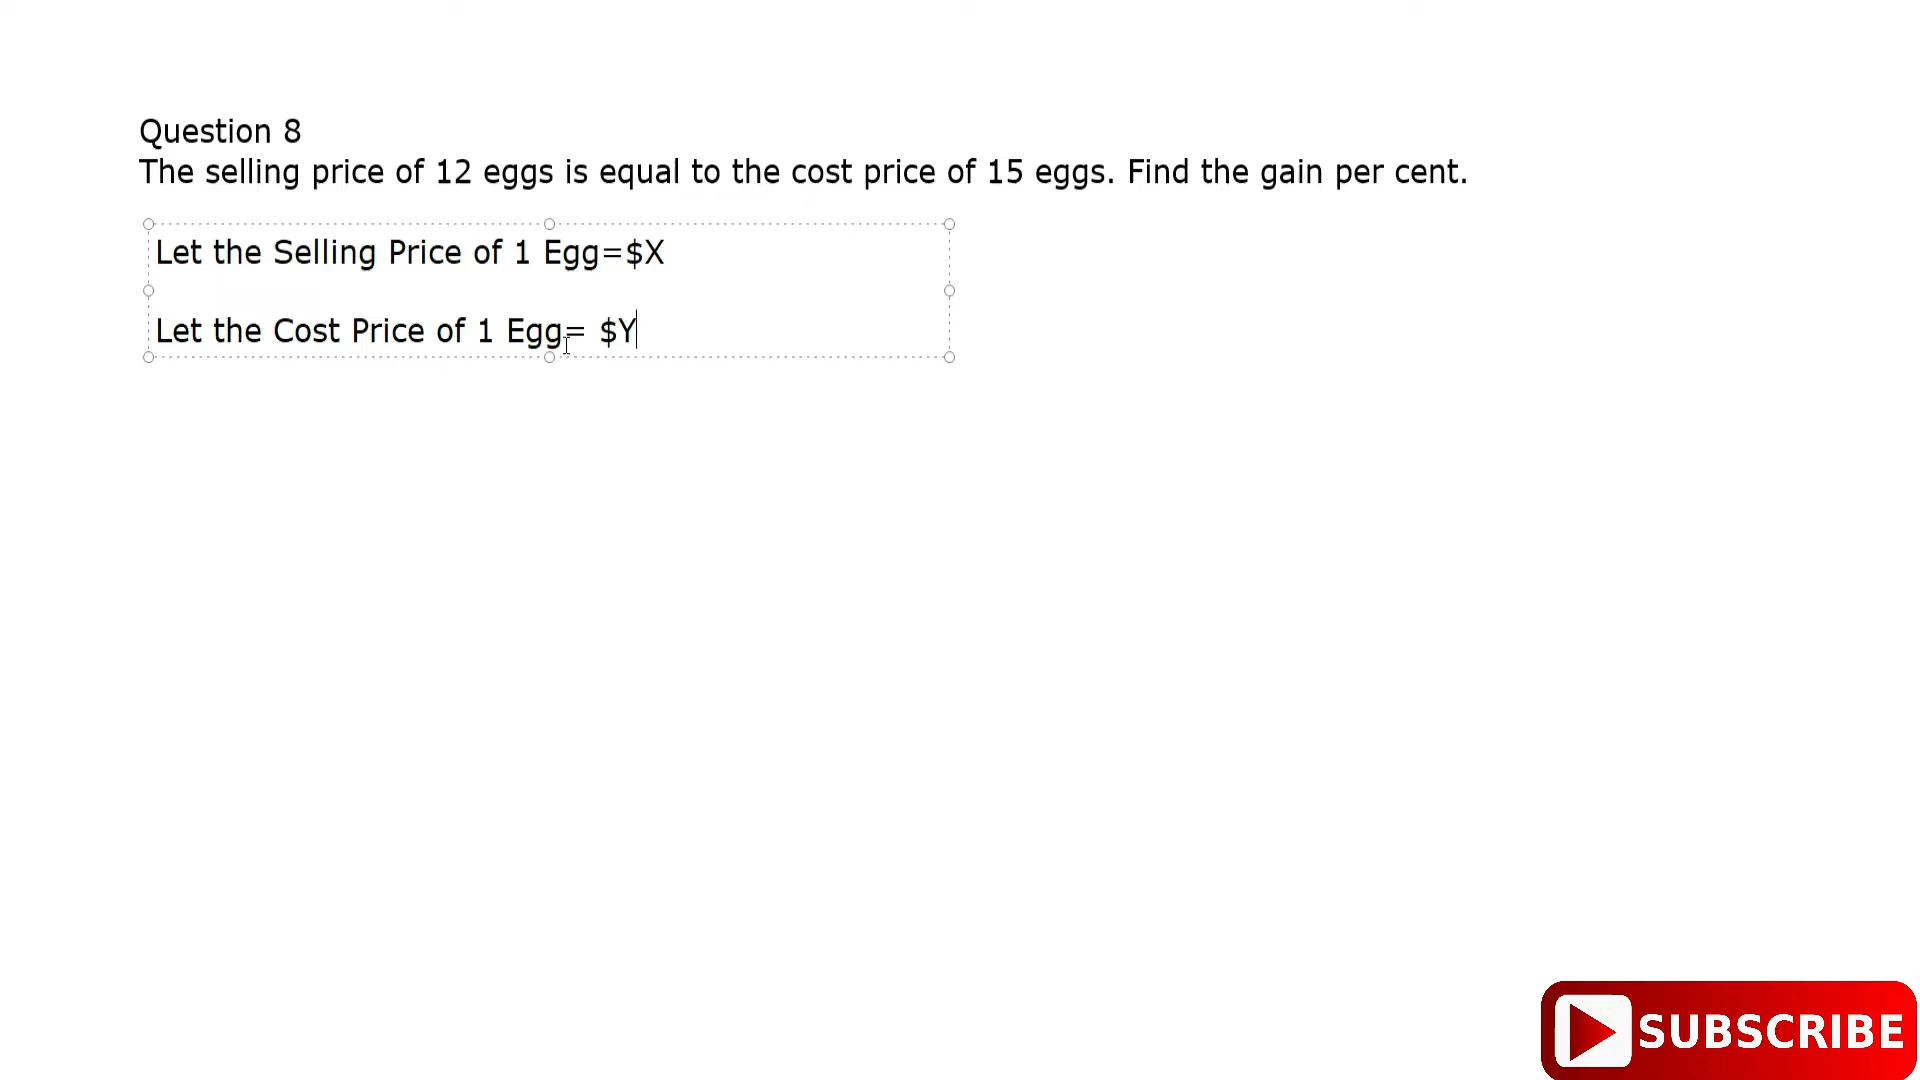 Question 8
The selling price of 12 eggs is equal to the cost price of 15 eggs. Find the gain per cent.
Let the Selling Price of 1 Egg=$X
Let the Cost Price of 1 Egg= $Y
SUBSCRIBE